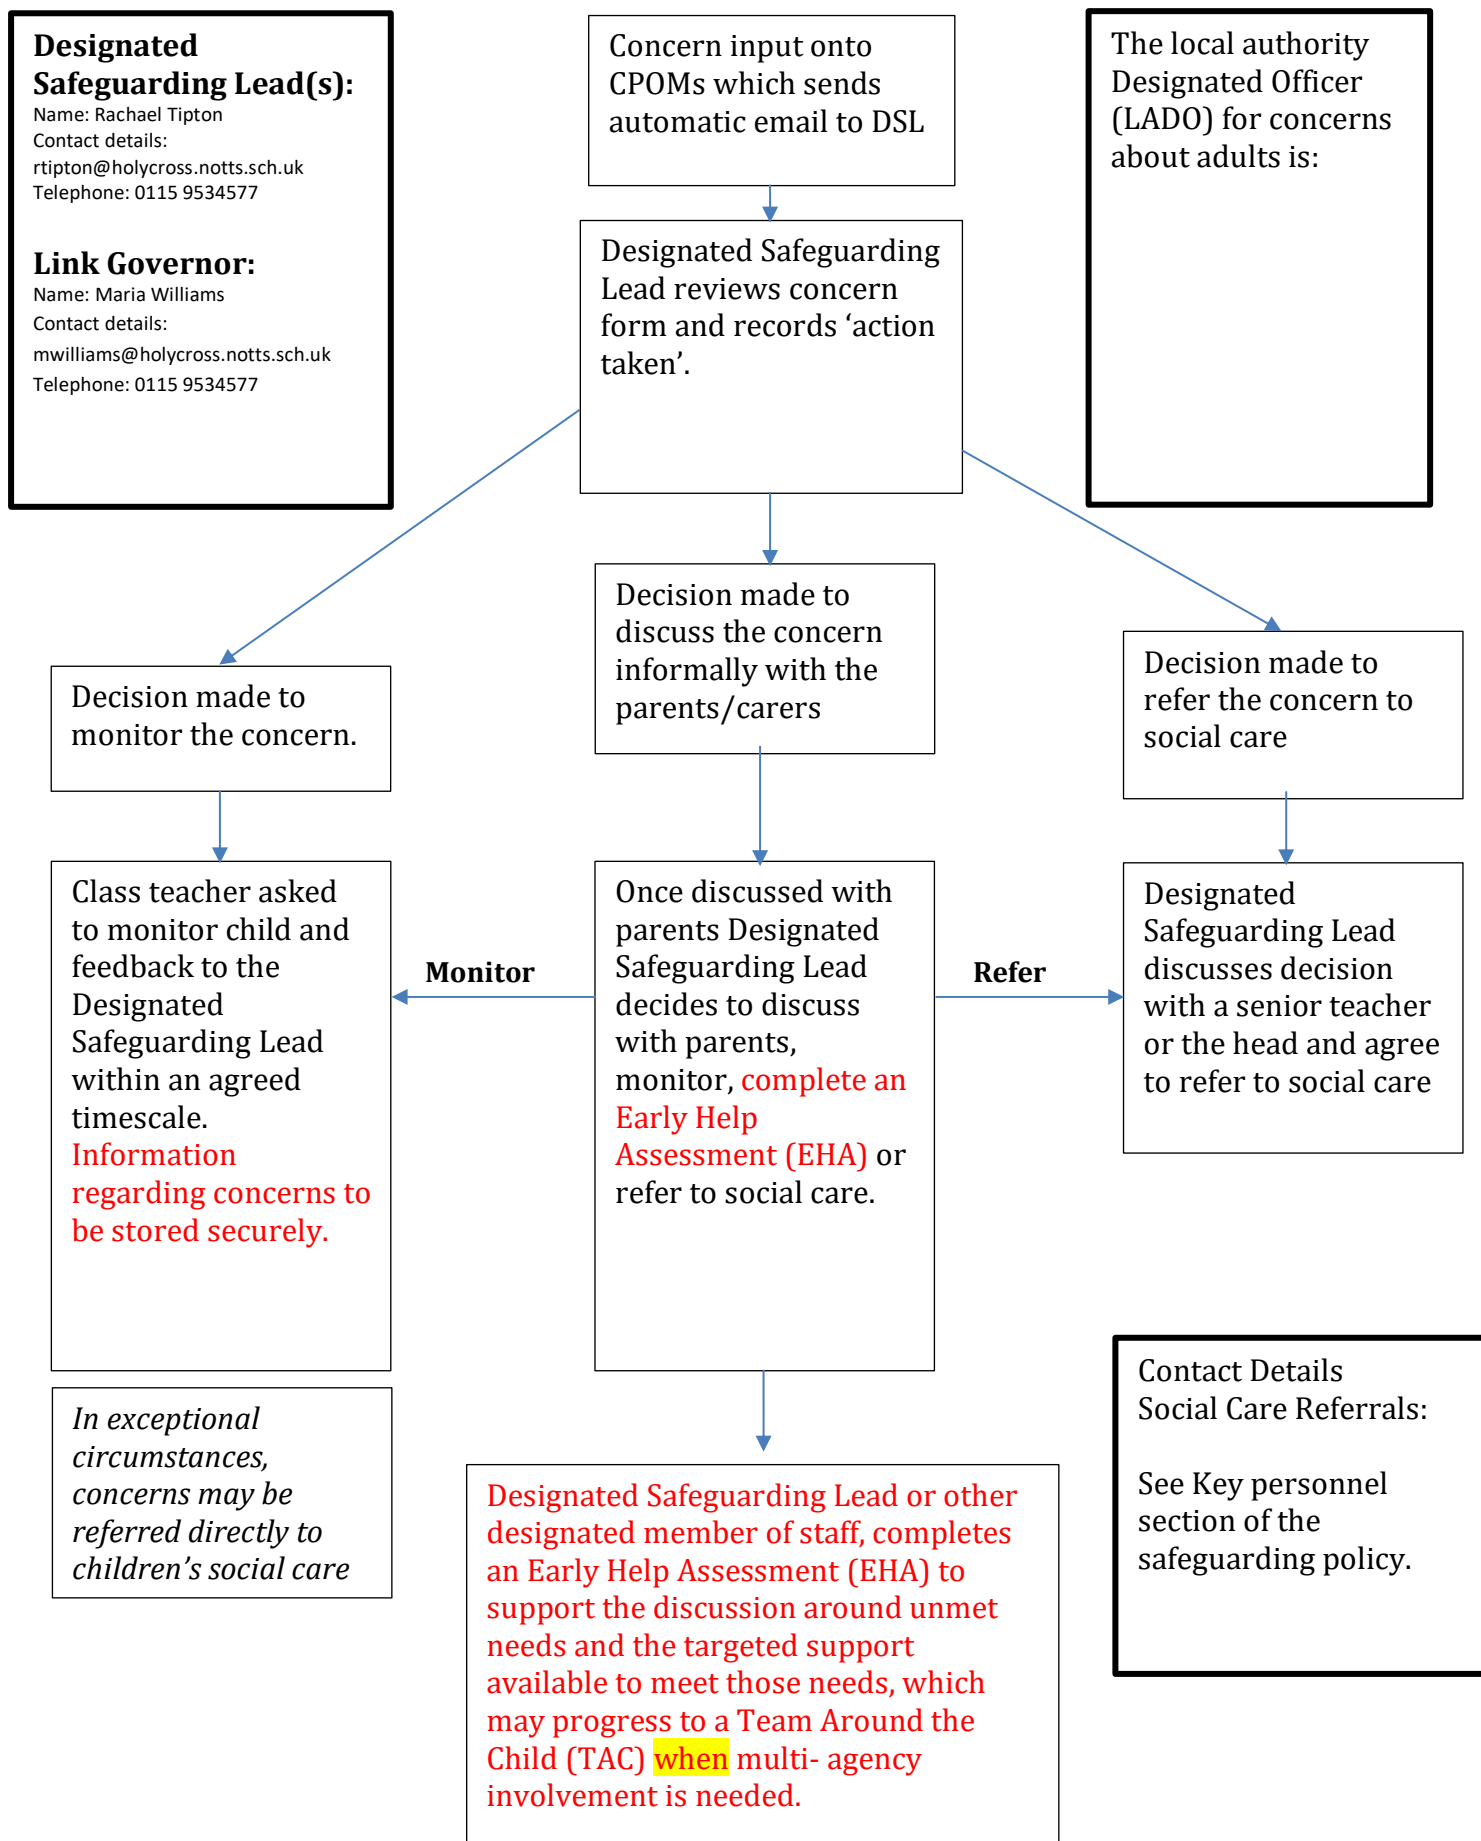 Designated
Safeguarding Lead(s):
Name: Rachael Tipton
Contact details:
rtipton@holycross.notts.sch.uk
Telephone: 0115 9534577
Link Governor:
Name: Maria Williams
Contact details:
mwilliams@holycross.notts.sch.uk
Telephone: 0115 9534577
Concern input onto
CPOMs which sends
automatic email to DSL
The local authority
Designated Officer
(LADO) for concerns
about adults is:
Designated Safeguarding
Lead reviews concern
form and records ‘action
taken’.
Decision made to
monitor the concern.
Decision made to
discuss the concern
informally with the
parents/carers
Decision made to
refer the concern to
social care
Class teacher asked
to monitor child and
feedback to the
Designated
Safeguarding Lead
within an agreed
timescale.
Information
regarding concerns to
be stored securely.
Monitor
Once discussed with
parents Designated
Safeguarding Lead
decides to discuss
with parents,
monitor, complete an
Early Help
Assessment (EHA) or
refer to social care.
Refer
Designated
Safeguarding Lead
discusses decision
with a senior teacher
or the head and agree
to refer to social care
In exceptional
circumstances,
concerns may be
referred directly to
children’s social care
Designated Safeguarding Lead or other
designated member of staff, completes
an Early Help Assessment (EHA) to
support the discussion around unmet
needs and the targeted support
available to meet those needs, which
may progress to a Team Around the
Child (TAC) when multi- agency
involvement is needed.
Contact Details
Social Care Referrals:
See Key personnel
section of the
safeguarding policy.